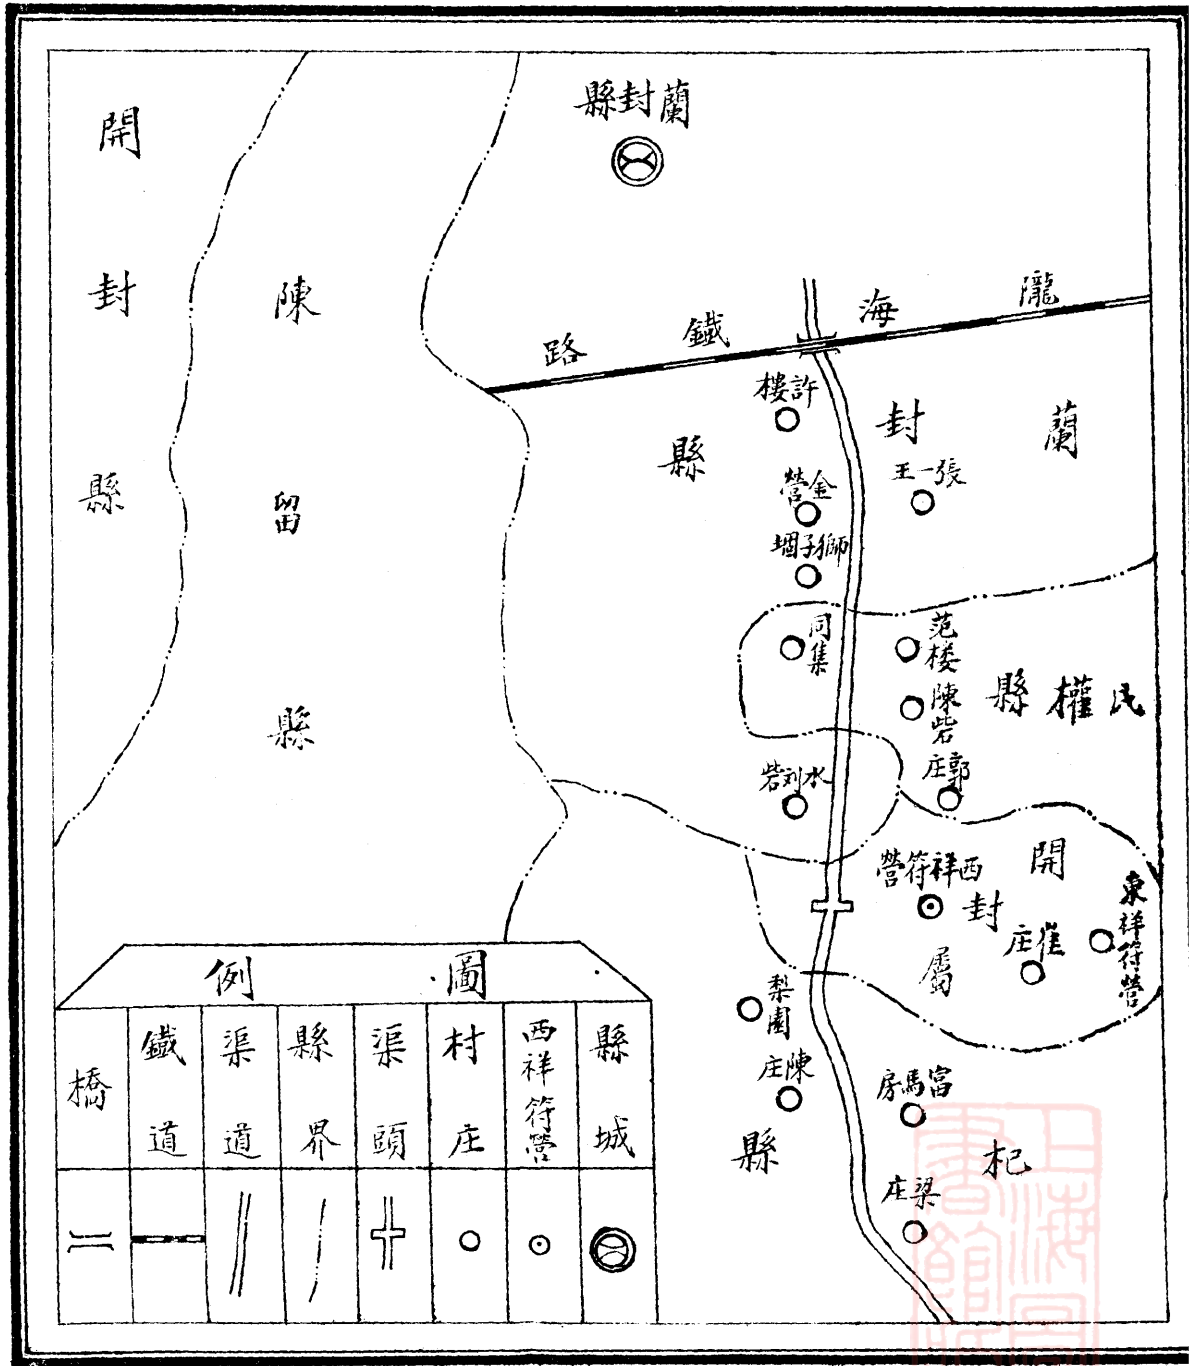 蘭封縣
開封縣
陳留縣
隴海鐵路
許樓
蘭封縣
張一王
金營
獅子堌
同集
范楼
陳砦
民權縣
郭庄
水刘砦
西祥符營
開封屬
崔庄
東祥符營
梨園
陳庄
富馬房
杞縣
梁庄
圖例
縣城
西祥符營
村庄
渠頭
縣界
渠道
鐵道
橋